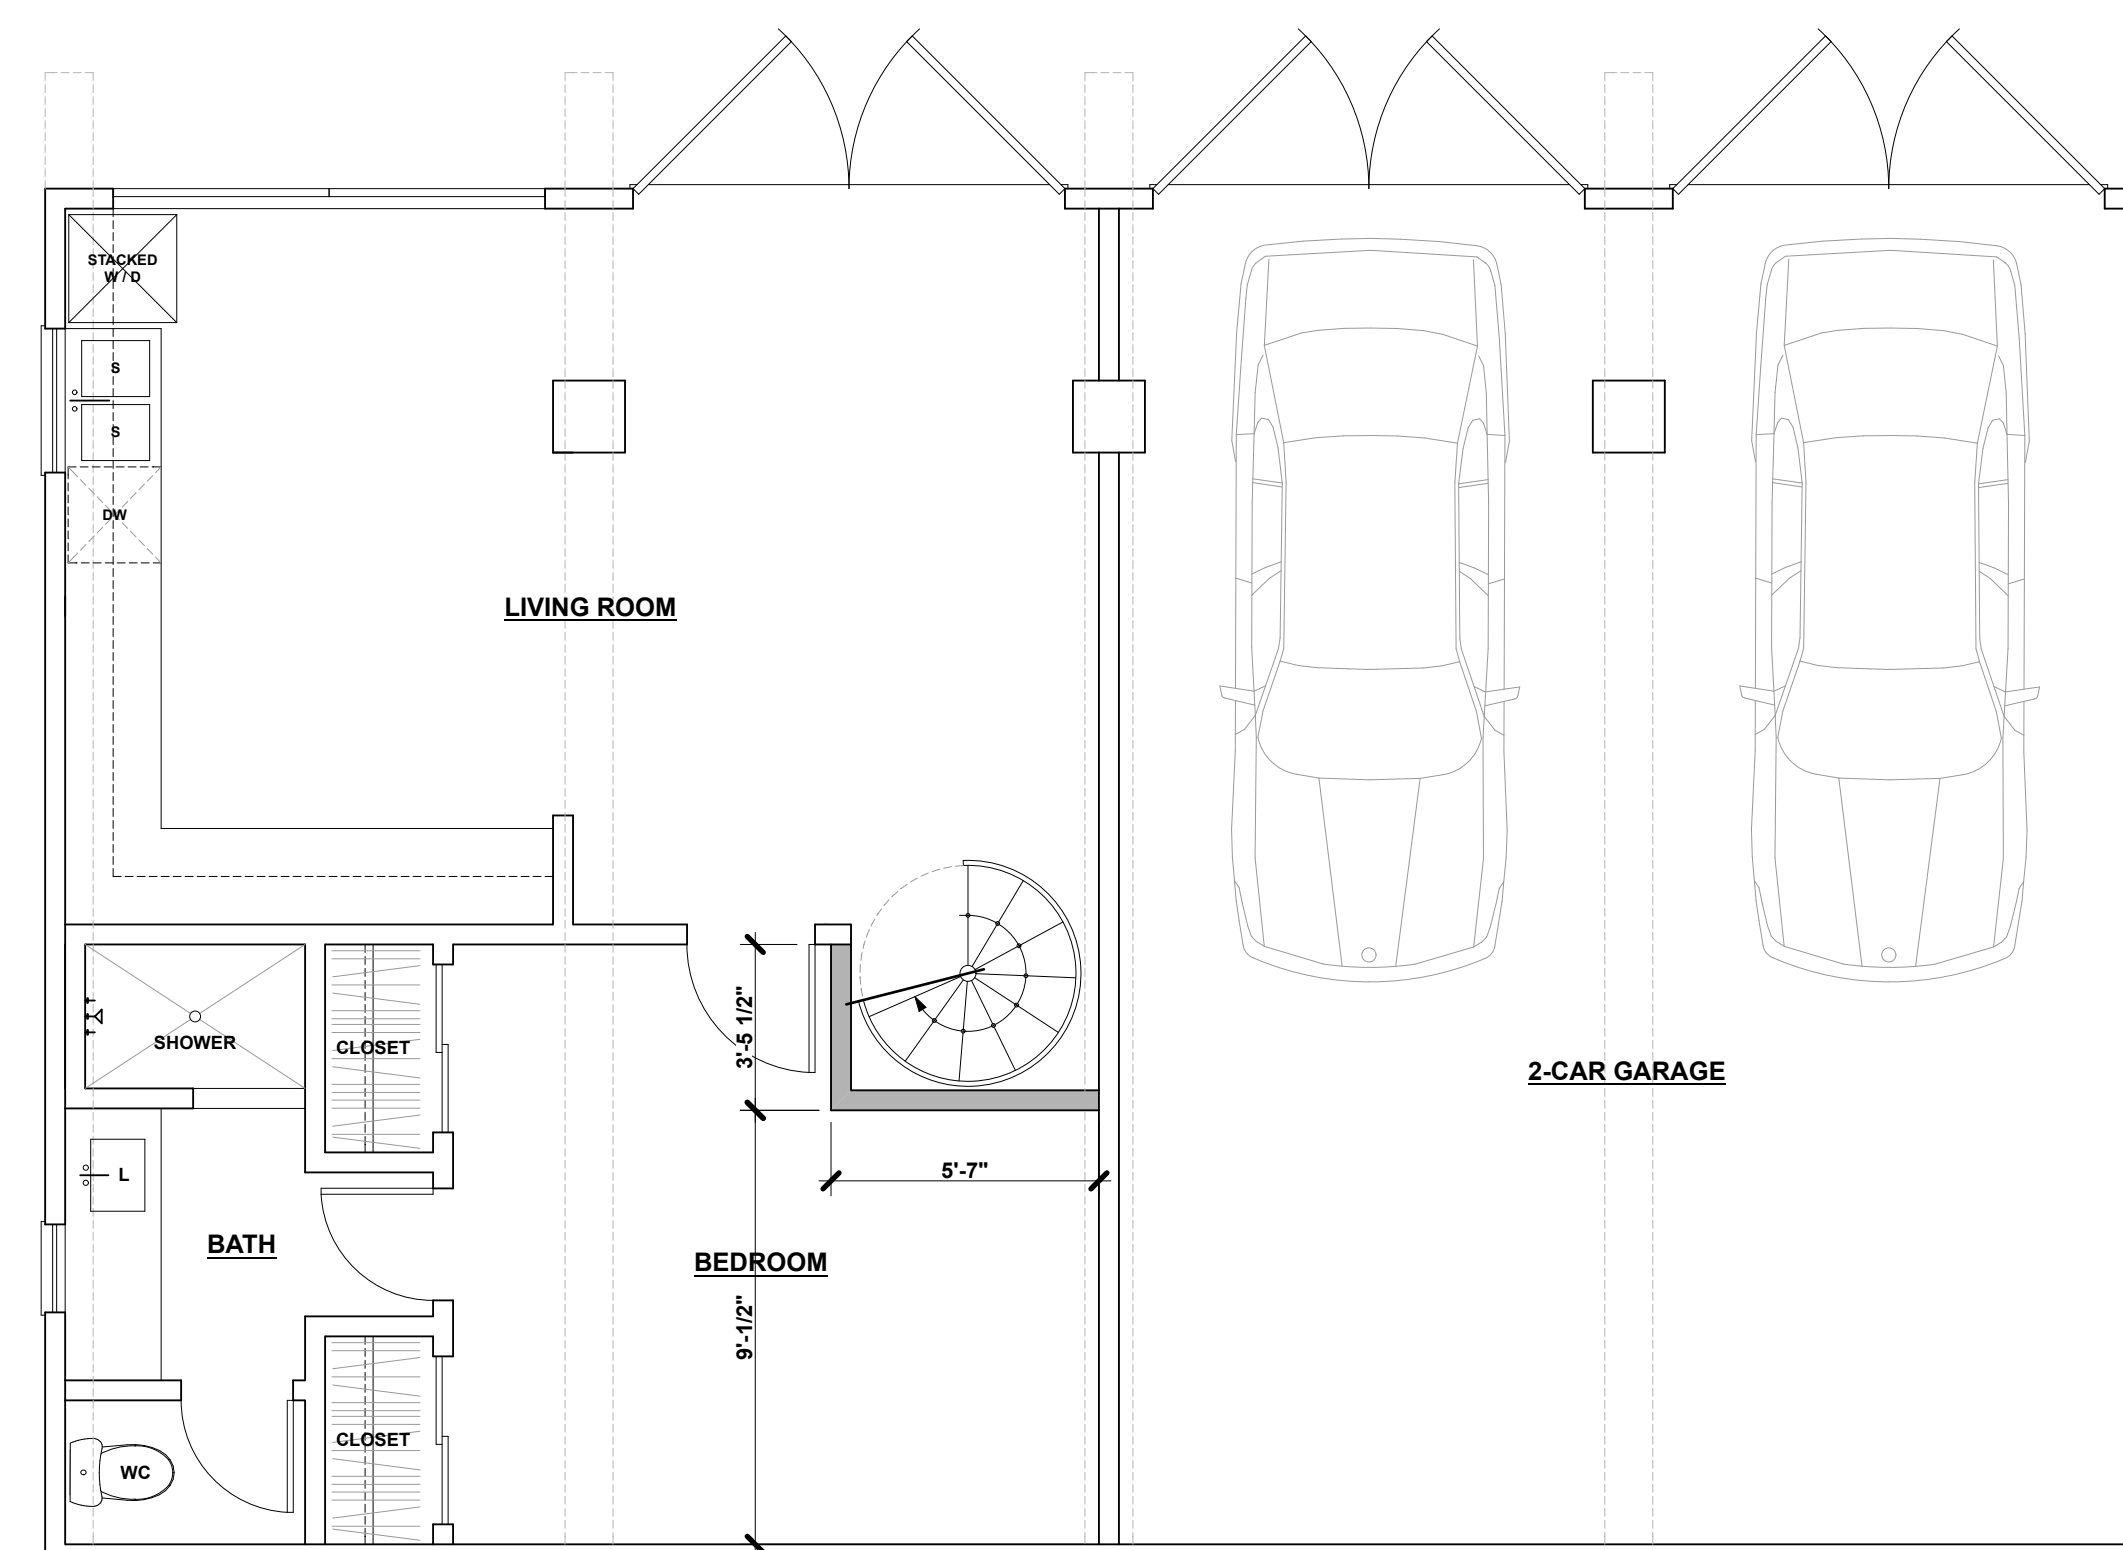 STACKED
W / D
S
S
DW
LIVING ROOM
3'-5 1/2"
SHOWER
CLOSET
2-CAR GARAGE
5'-7"
L
BATH
BEDROOM
9'-1/2"
CLOSET
WC